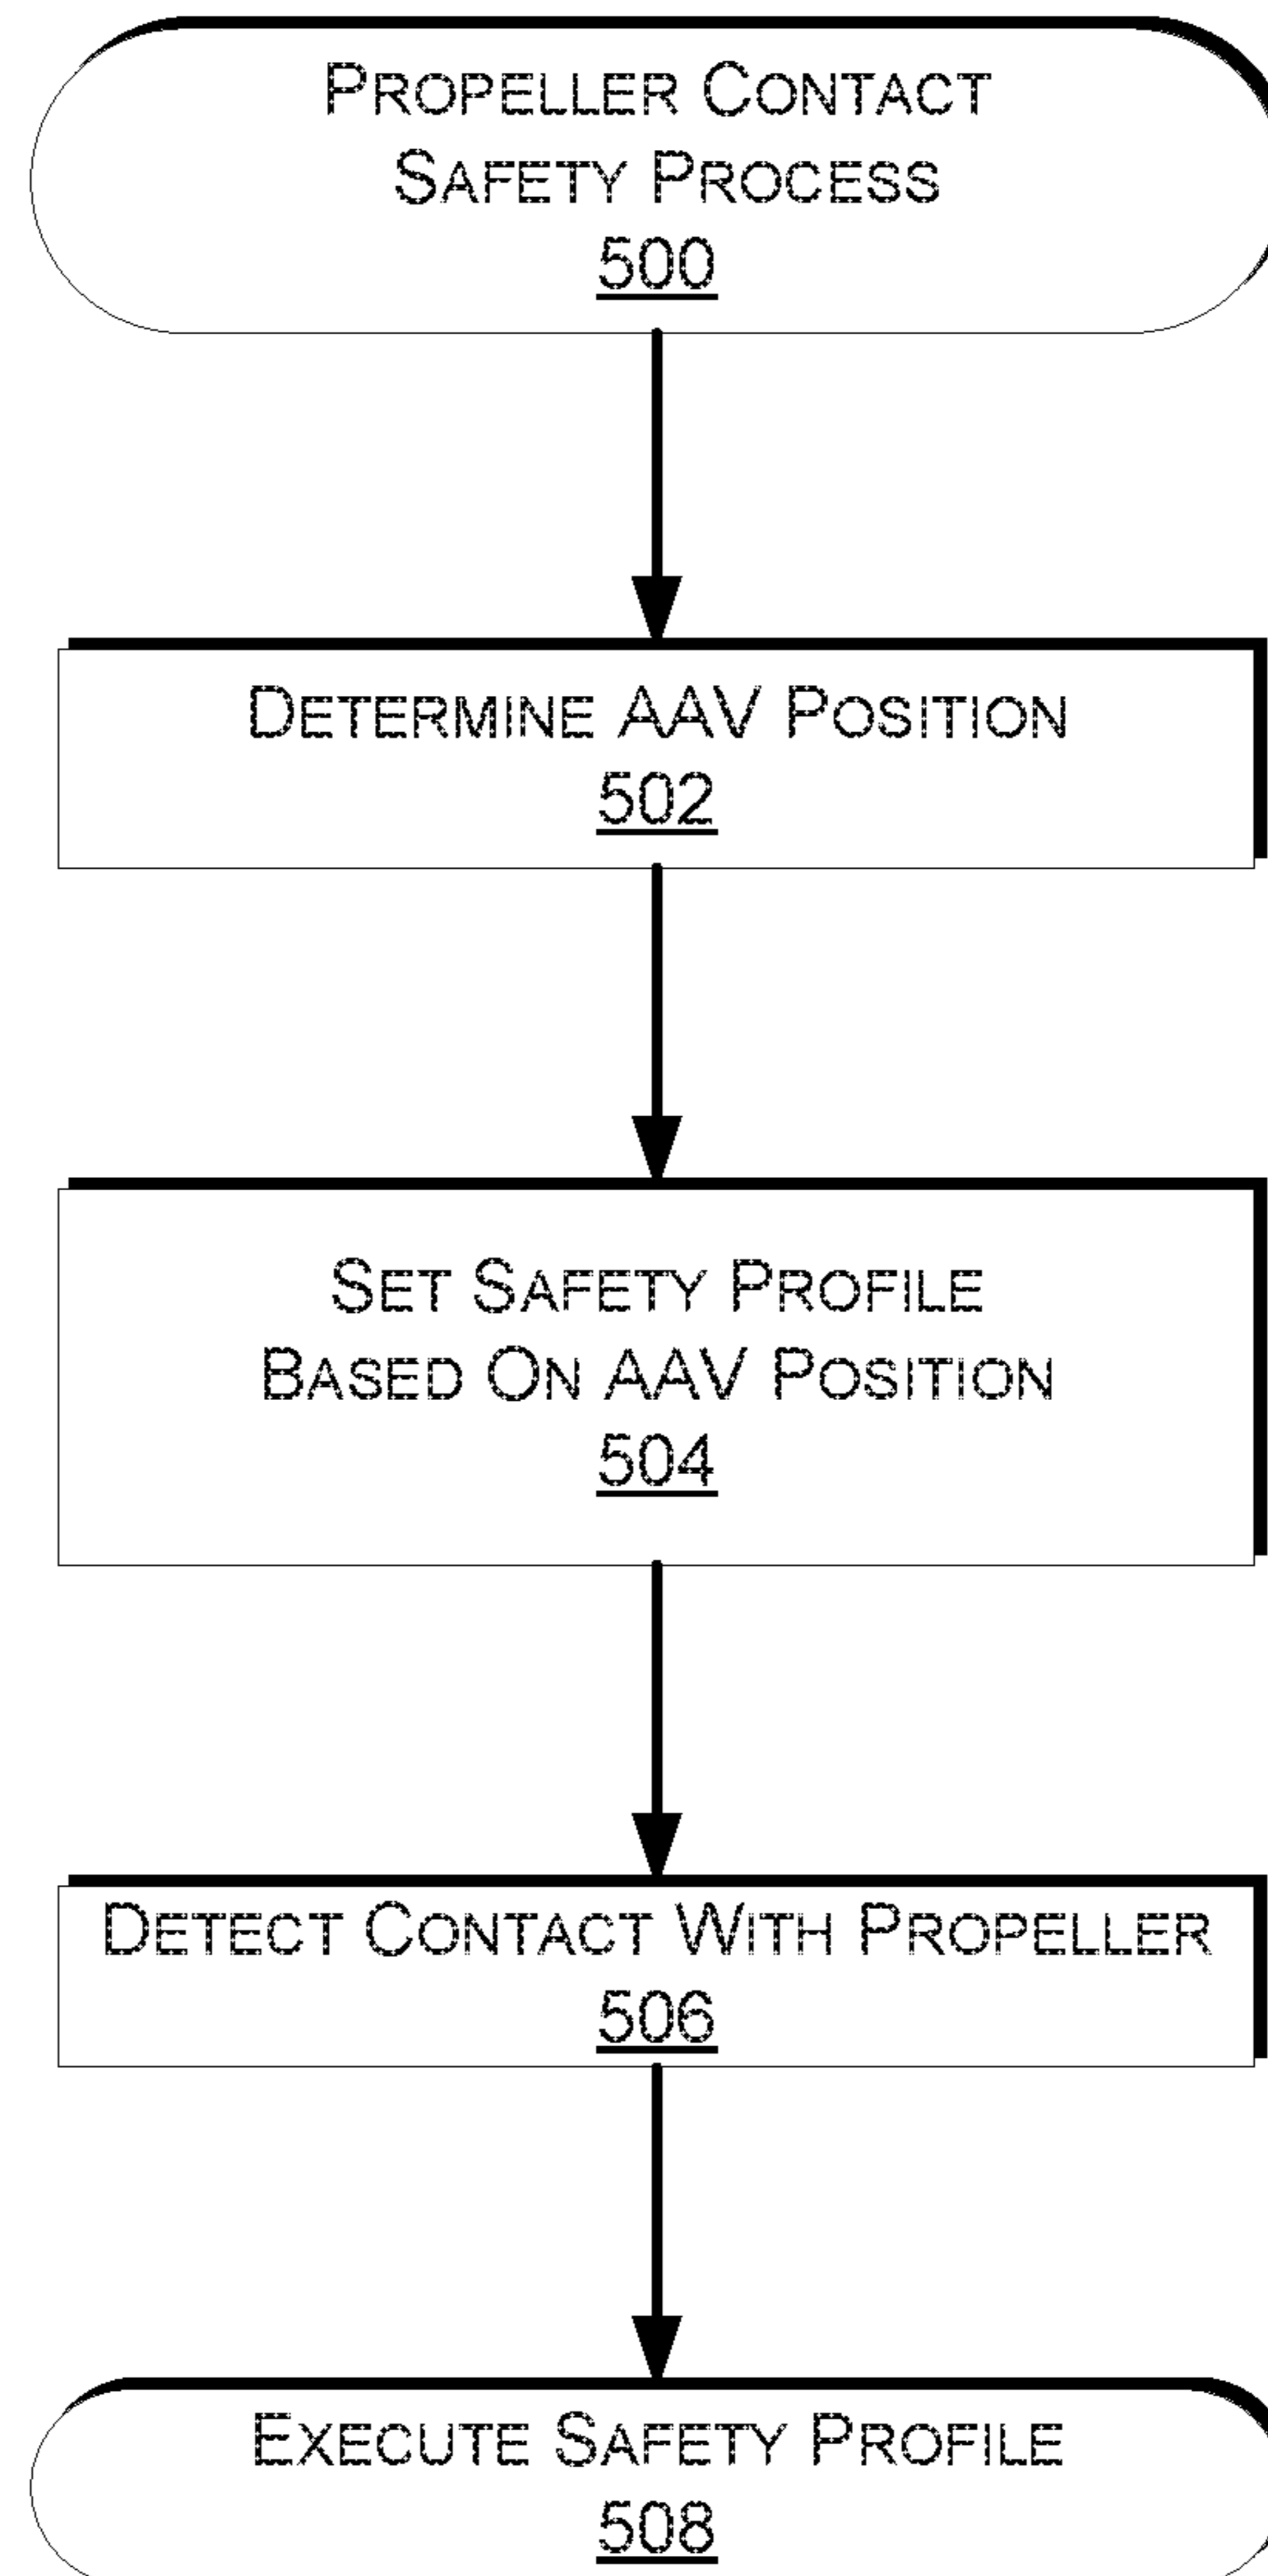 PROPELLER CONTACT
SAFETY PROCESS
500
DETERMINE AAV POSITION
502
SET SAFETY PROFILE
BASED ON AAV POSITION
504
DETECT CONTACT WITH PROPELLER
506
EXECUTE SAFETY PROFILE
508